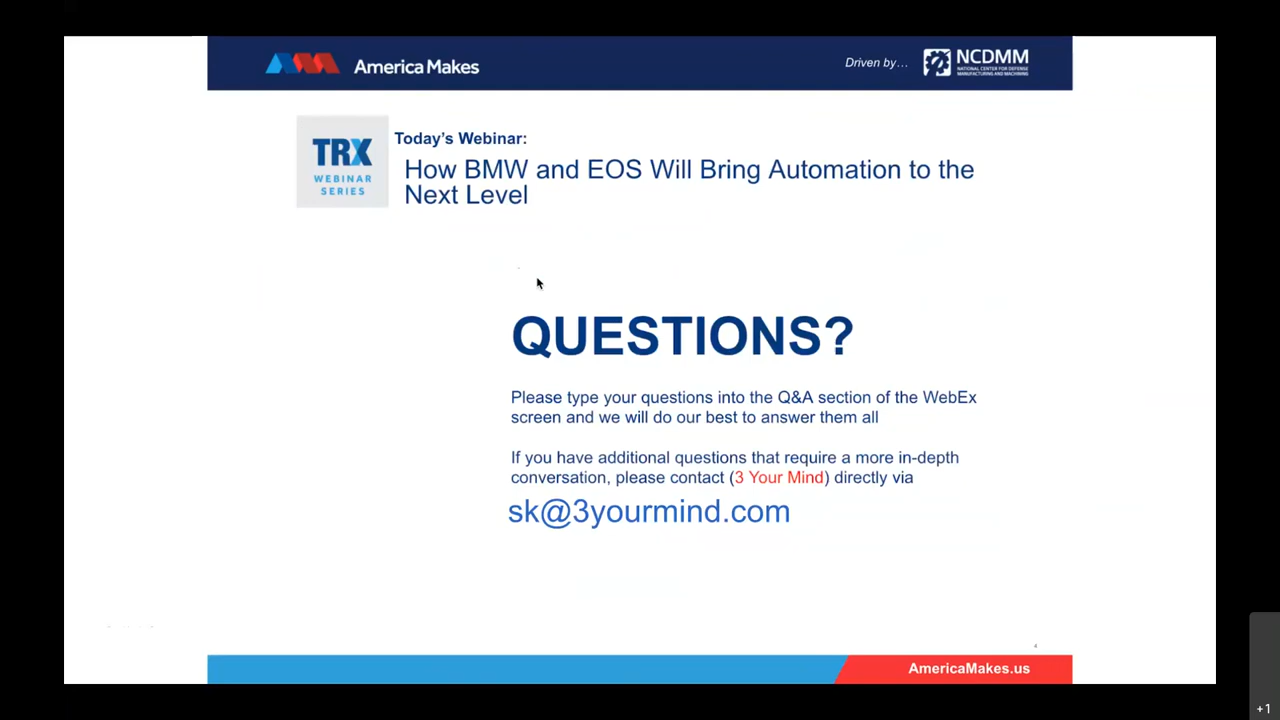 America Makes
Driven by…
NCDMM
NATIONAL CENTER FOR DEFENSE
MANUFACTURING AND MACHINING
TRX
WEBINAR
SERIES
Today's Webinar:
How BMW and EOS Will Bring Automation to the
Next Level
QUESTIONS?
Please type your questions into the Q&A section of the WebEx
screen and we will do our best to answer them all
If you have additional questions that require a more in-depth
conversation, please contact (3 Your Mind) directly via
sk@3yourmind.com
4
AmericaMakes.us
+1